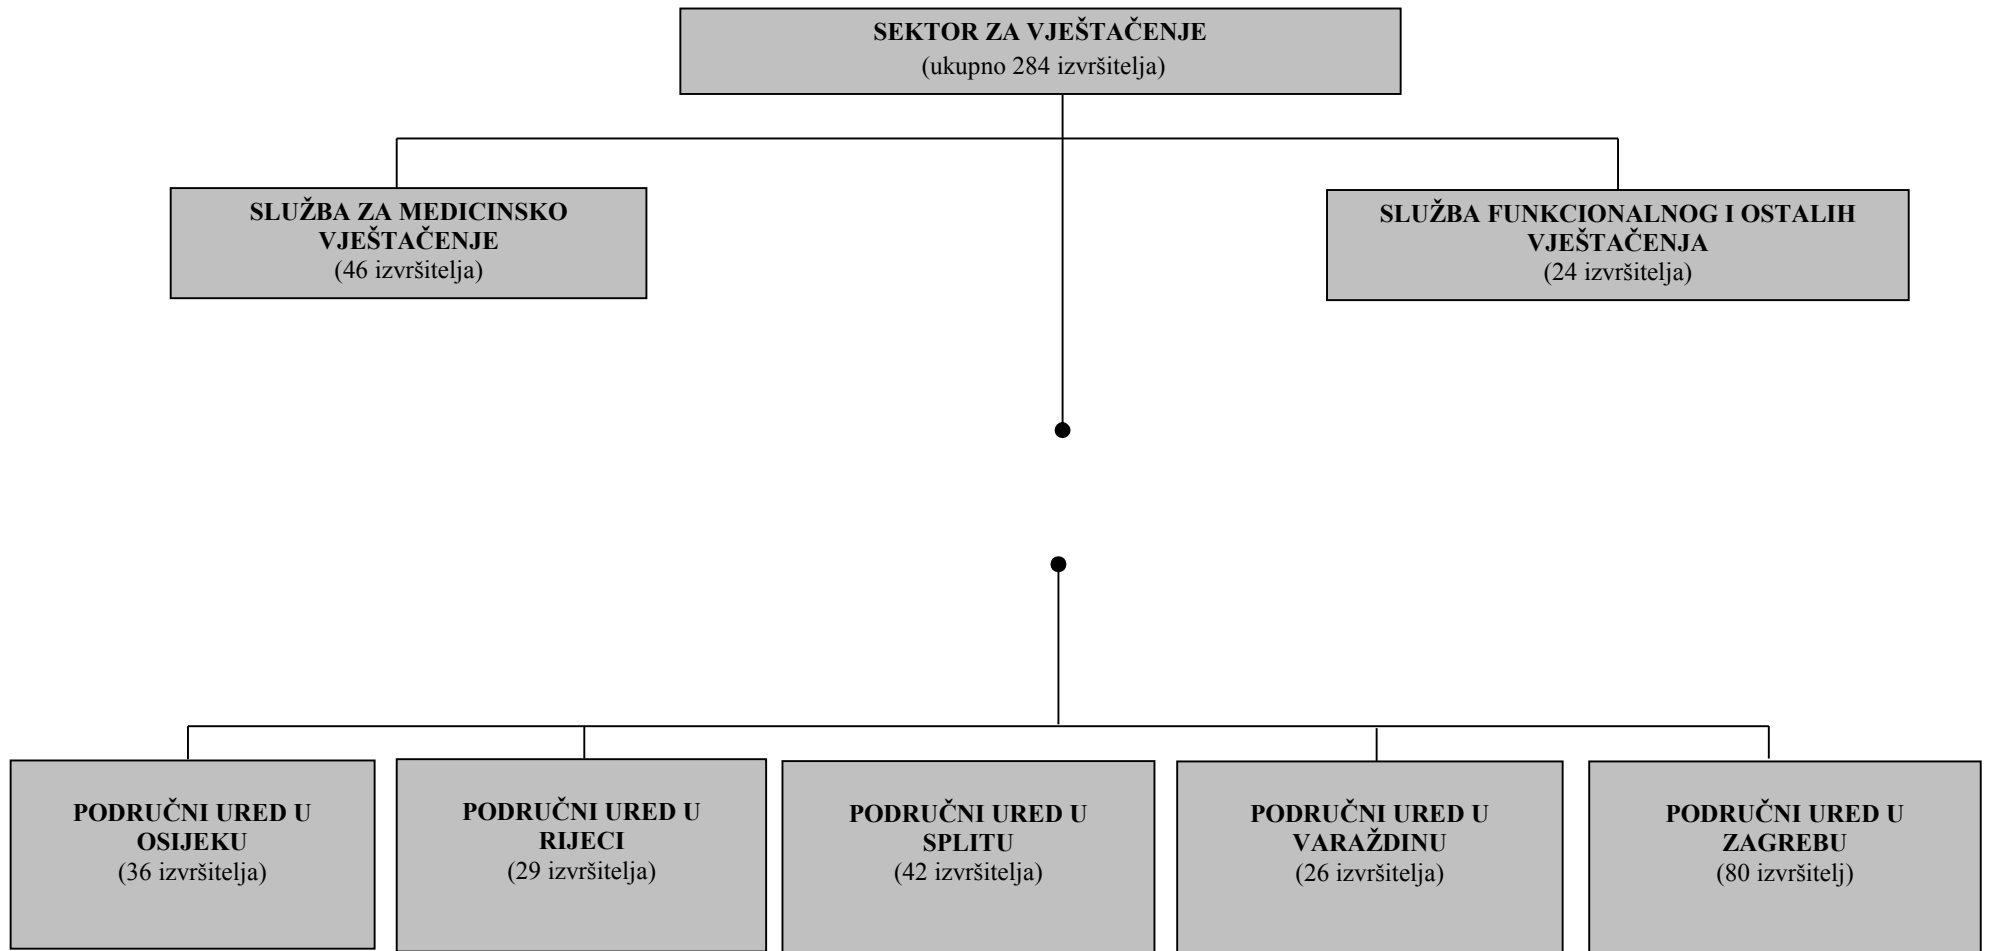 SEKTOR ZA VJEŠTAČENJE
(ukupno 284 izvršitelja)
SLUŽBA ZA MEDICINSKO
VJEŠTAČENJE
(46 izvršitelja)
SLUŽBA FUNKCIONALNOG I OSTALIH
VJEŠTAČENJA
(24 izvršitelja)
PODRUČNI URED U
OSIJEKU
(36 izvršitelja)
PODRUČNI URED U
RIJECI
(29 izvršitelja)
PODRUČNI URED U
SPLITU
(42 izvršitelja)
PODRUČNI URED U
VARAŽDINU
(26 izvršitelja)
PODRUČNI URED U
ZAGREBU
(80 izvršitelj)